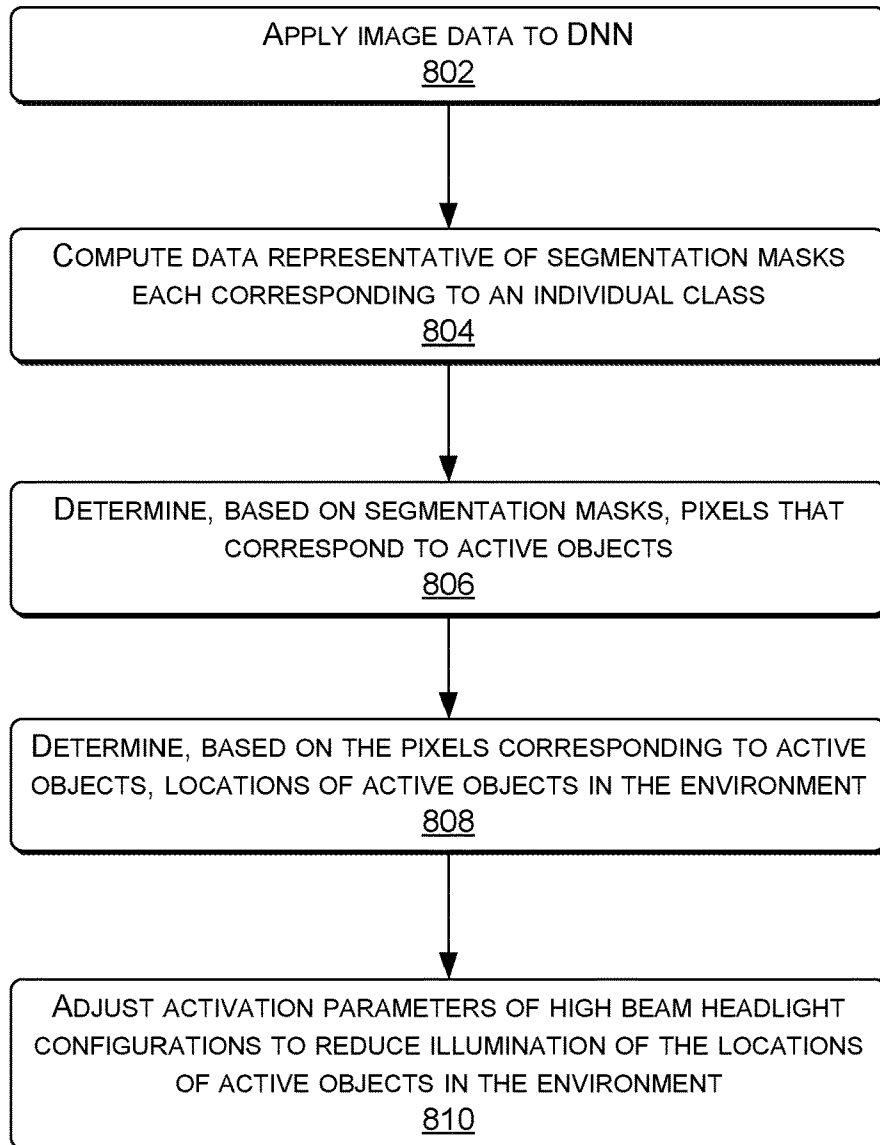 APPLY IMAGE DATA TO DNN
802
COMPUTE DATA REPRESENTATIVE OF SEGMENTATION MASKS
EACH CORRESPONDING TO AN INDIVIDUAL CLASS
804
DETERMINE, BASED ON SEGMENTATION MASKS, PIXELS THAT
CORRESPOND TO ACTIVE OBJECTS
806
DETERMINE, BASED ON THE PIXELS CORRESPONDING TO ACTIVE
OBJECTS, LOCATIONS OF ACTIVE OBJECTS IN THE ENVIRONMENT
808
ADJUST ACTIVATION PARAMETERS OF HIGH BEAM HEADLIGHT
CONFIGURATIONS TO REDUCE ILLUMINATION OF THE LOCATIONS
OF ACTIVE OBJECTS IN THE ENVIRONMENT
810